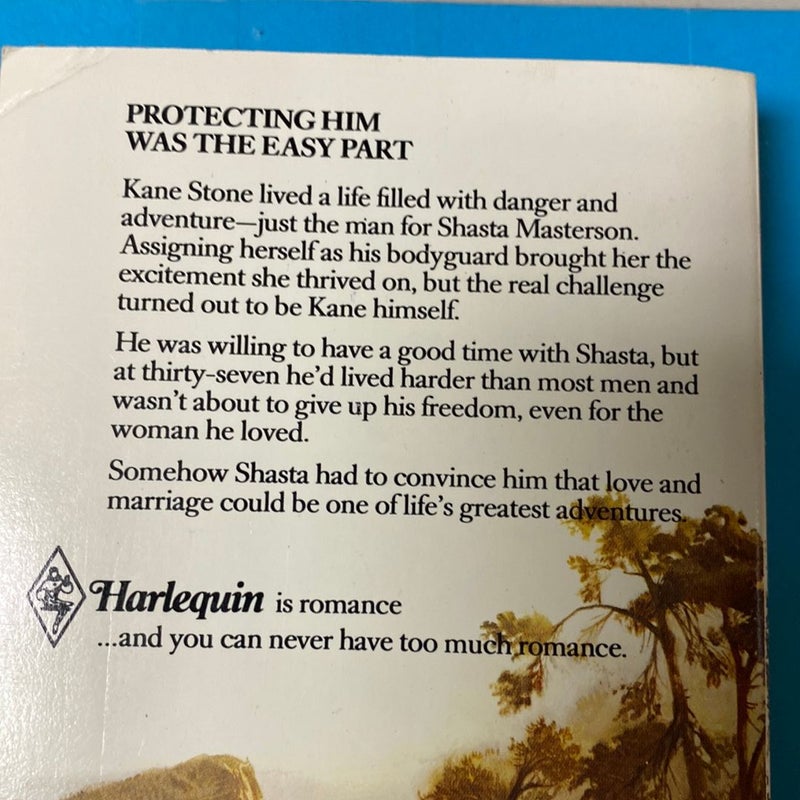 PROTECTING HIM
WAS THE EASY PART
Kane Stone lived a life filled with danger and
adventure—just the man for Shasta Masterson.
Assigning herself as his bodyguard brought her the
excitement she thrived on, but the real challenge
turned out to be Kane himself.
He was willing to have a good time with Shasta, but
at thirty-seven he'd lived harder than most men and
wasn't about to give up his freedom, even for the
woman he loved.
Somehow Shasta had to convince him that love and
marriage could be one of life's greatest adventures.
Harlequin is romance
...and you can never have too much romance.